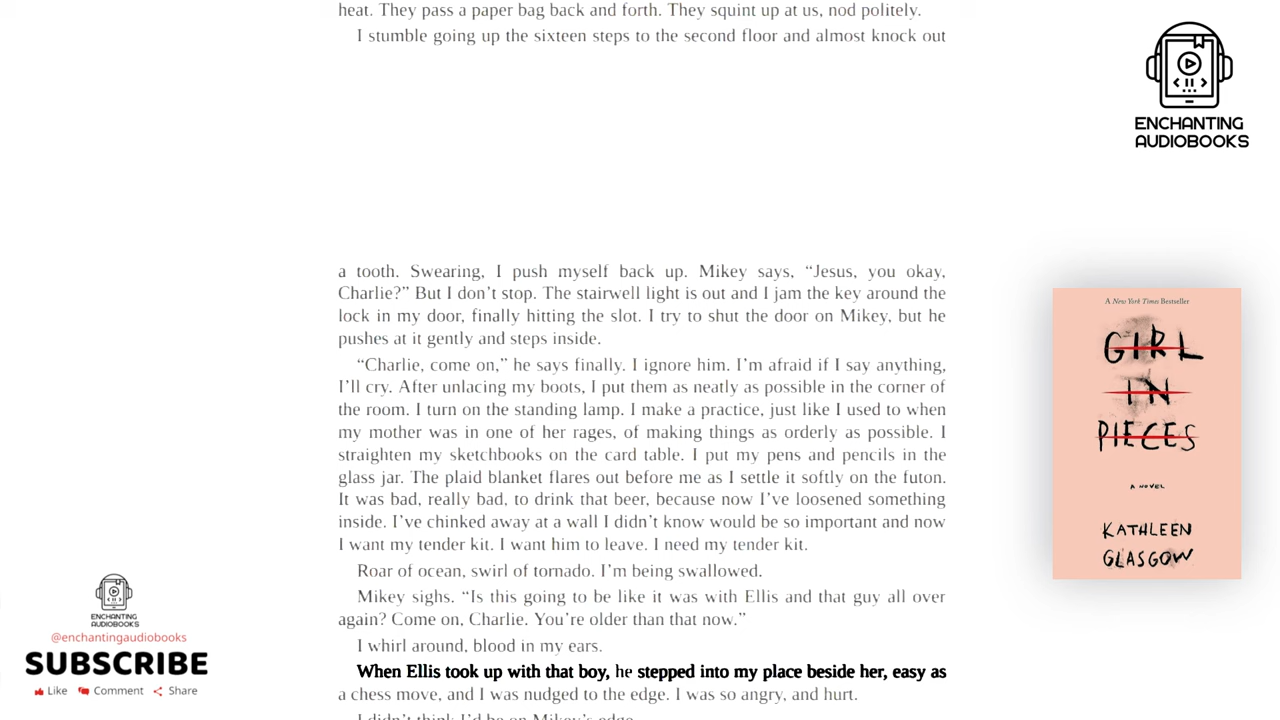 heat. They pass a paper bag back and forth. They squint up at us, nod politely.
I stumble going up the sixteen steps to the second floor and almost knock out
ENCHANTING
AUDIOBOOKS
a tooth. Swearing, I push myself back up. Mikey says, “Jesus, you okay,
Charlie?” But I don’t stop. The stairwell light is out and I jam the key around the
lock in my door, finally hitting the slot. I try to shut the door on Mikey, but he
pushes at it gently and steps inside.
“Charlie, come on,” he says finally. I ignore him. I’m afraid if I say anything,
I’ll cry. After unlacing my boots, I put them as neatly as possible in the corner of
the room. I turn on the standing lamp. I make a practice, just like I used to when
my mother was in one of her rages, of making things as orderly as possible. I
straighten my sketchbooks on the card table. I put my pens and pencils in the
glass jar. The plaid blanket flares out before me as I settle it softly on the futon.
It was bad, really bad, to drink that beer, because now I’ve loosened something
inside. I’ve chinked away at a wall I didn’t know would be so important and now
I want my tender kit. I want him to leave. I need my tender kit.
Roar of ocean, swirl of tornado. I’m being swallowed.
Mikey sighs. “Is this going to be like it was with Ellis and that guy all over
again? Come on, Charlie. You’re older than that now.”
I whirl around, blood in my ears.
When Ellis took up with that boy, he stepped into my place beside her, easy as
a chess move, and I was nudged to the edge. I was so angry, and hurt.
I didn’t think I’d be on Mikey’s edge.
A New York Times Bestseller
GIRL
IN
PIECES
A NOVEL
KATHLEEN
GLASGOW
ENCHANTING
AUDIOBOOKS
@enchantingaudiobooks
SUBSCRIBE
Like Comment Share